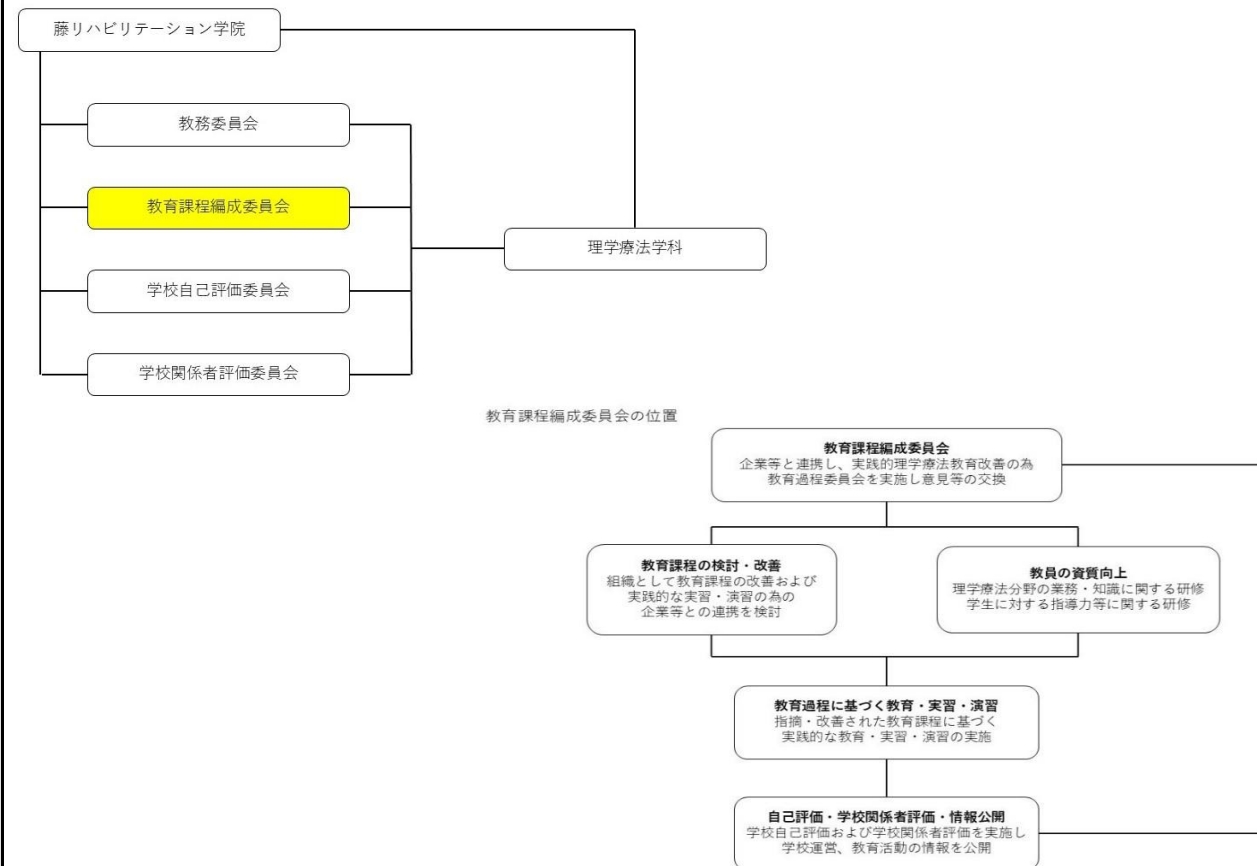 藤リハビリテーション学院
教務委員会
教育課程編成委員会
理学療法学科
学校自己評価委員会
学校関係者評価委員会
教育課程編成委員会の位置
教育課程編成委員会
企業等と連携し、実践的理学療法教育改善の為
教育過程委員会を実施し意見等の交換
教育課程の検討・改善
組織として教育課程の改善および
実践的な実習・演習の為の
企業等との連携を検討
教員の資質向上
理学療法分野の業務・知識に関する研修
学生に対する指導力等に関する研修
教育過程に基づく教育・実習・演習
指摘・改善された教育課程に基づく
実践的な教育・実習・演習の実施
自己評価・学校関係者評価・情報公開
学校自己評価および学校関係者評価を実施し
学校運営、教育活動の情報を公開